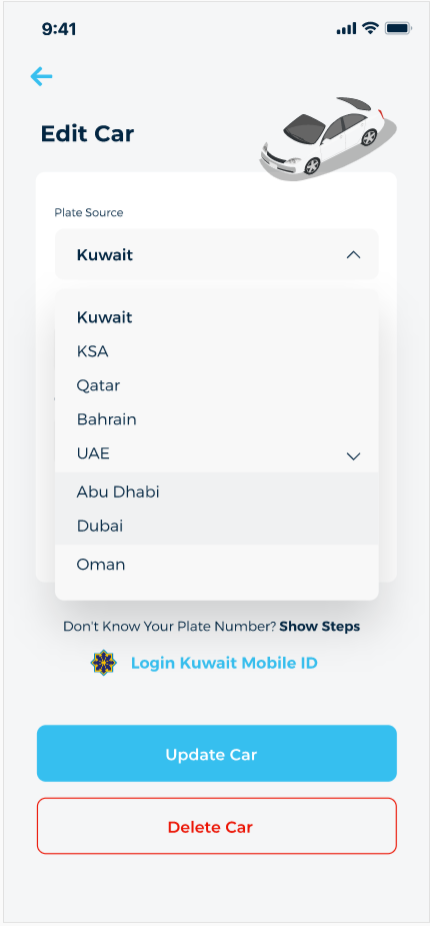 9:41
Edit Car
Plate Source
Kuwait
Kuwait
KSA
Qatar
Bahrain
UAE
Abu Dhabi
Dubai
Oman
Don't Know Your Plate Number? Show Steps
Login Kuwait Mobile ID
Update Car
Delete Car